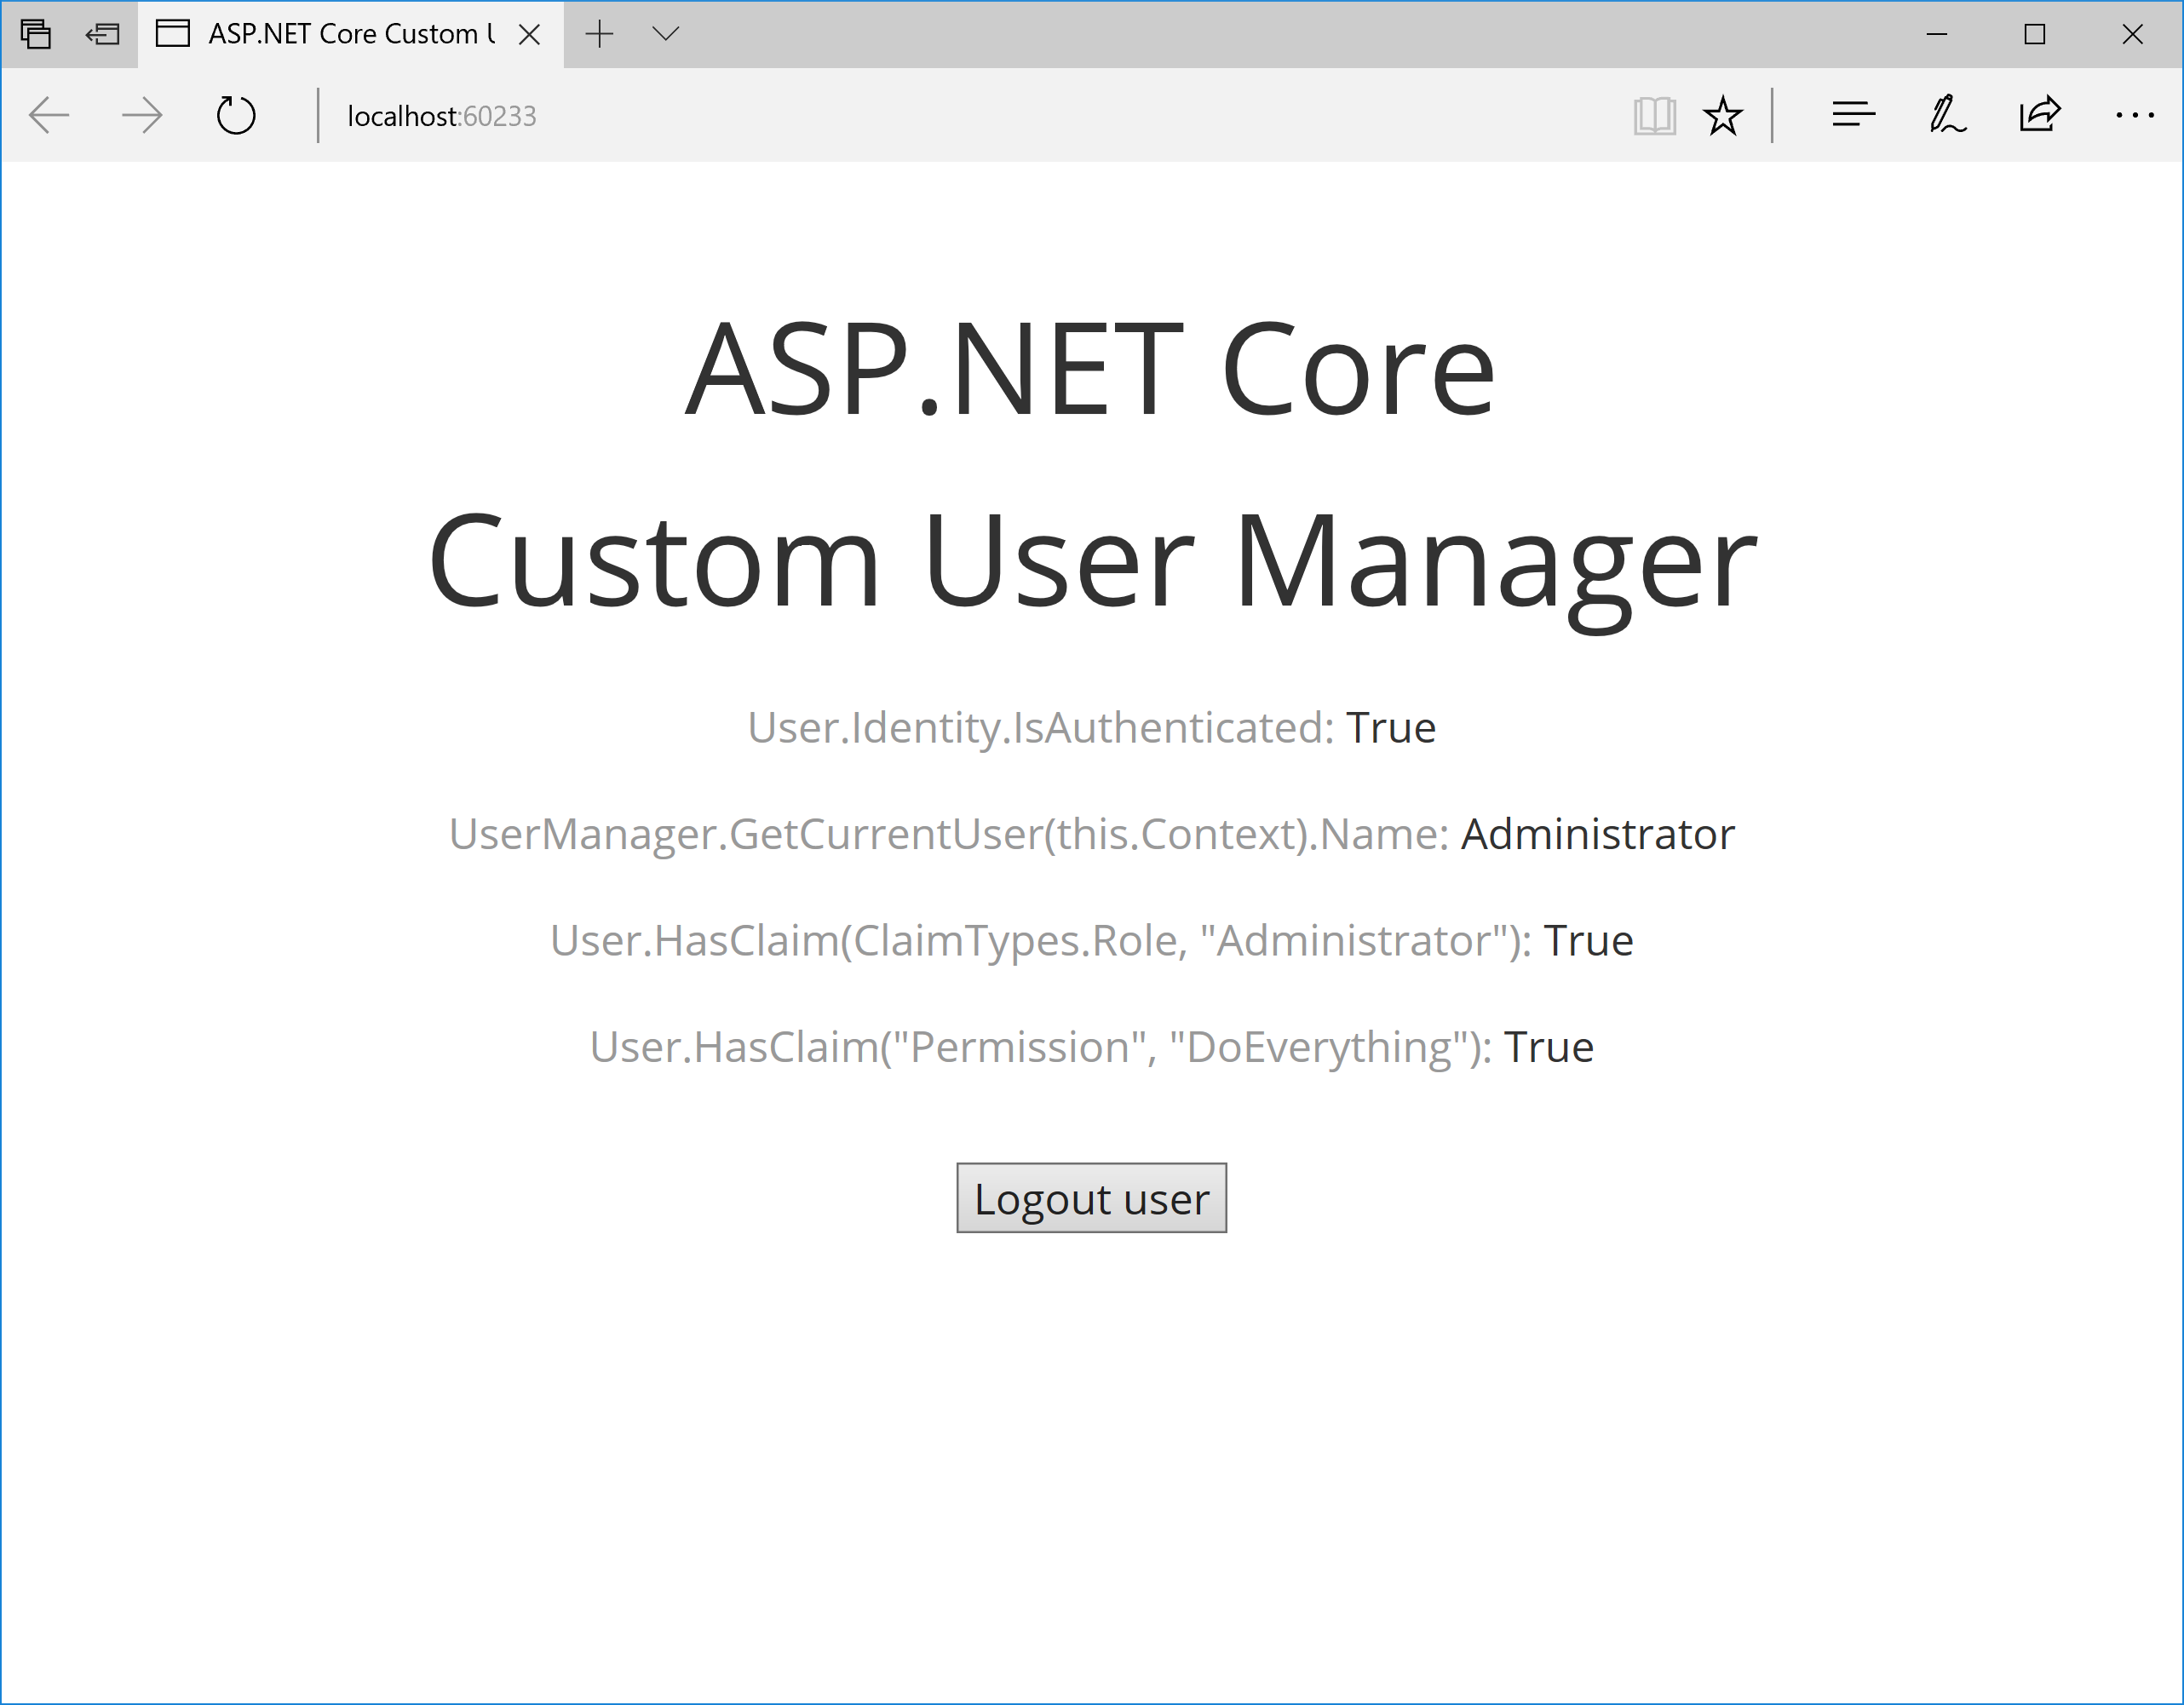 ASP.NET Core Custom U
localhost:60233
ASP.NET Core
Custom User Manager
User.Identity.IsAuthenticated: True
UserManager.GetCurrentUser(this.Context).Name: Administrator
User.HasClaim(ClaimTypes.Role, "Administrator"): True
User.HasClaim("Permission", "DoEverything"): True
Logout user